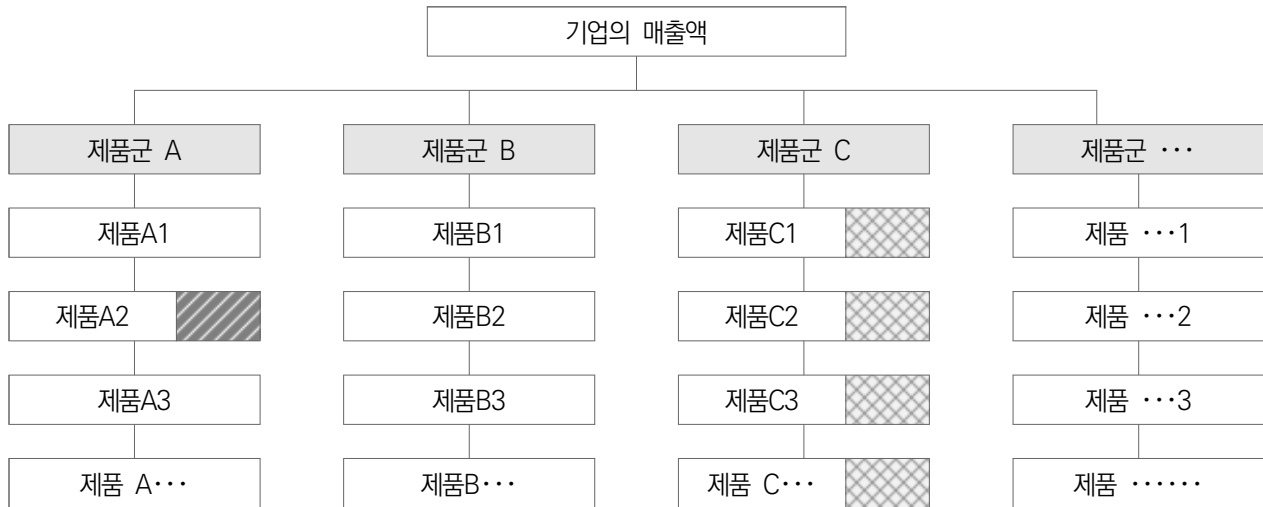 기업의 매출액
제품군 A
제품군 B
제품군 C
제품군 ···
제품A1
제품B1
제품C1
제품 ···1
제품A2
제품B2
제품C2
제품 ···2
제품A3
제품B3
제품C3
제품 ···3
제품 A···
제품B···
제품 C···
제품 ······